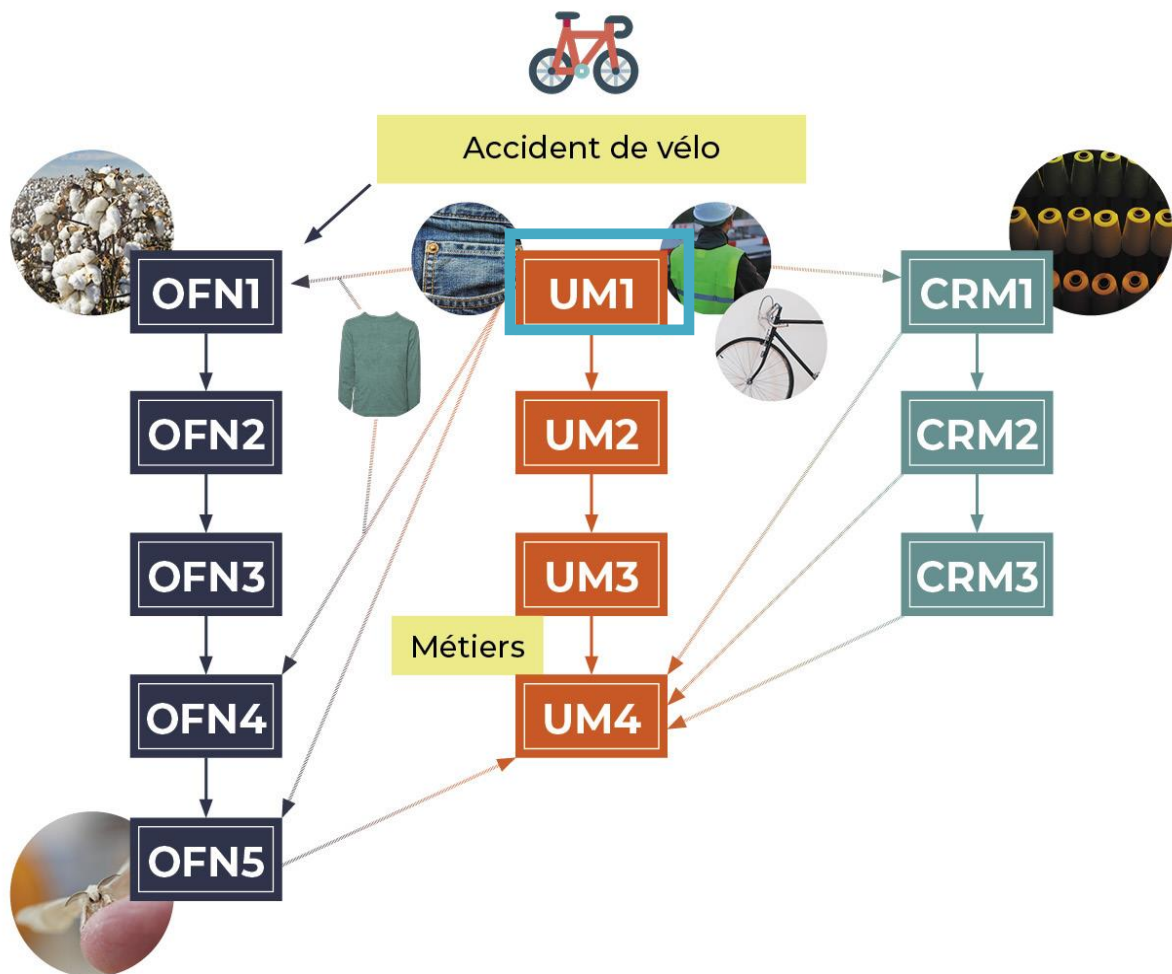 Accident de vélo
OFN1
UM1
CRM1
OFN2
UM2
CRM2
OFN3
UM3
CRM3
Métiers
OFN4
UM4
OFN5